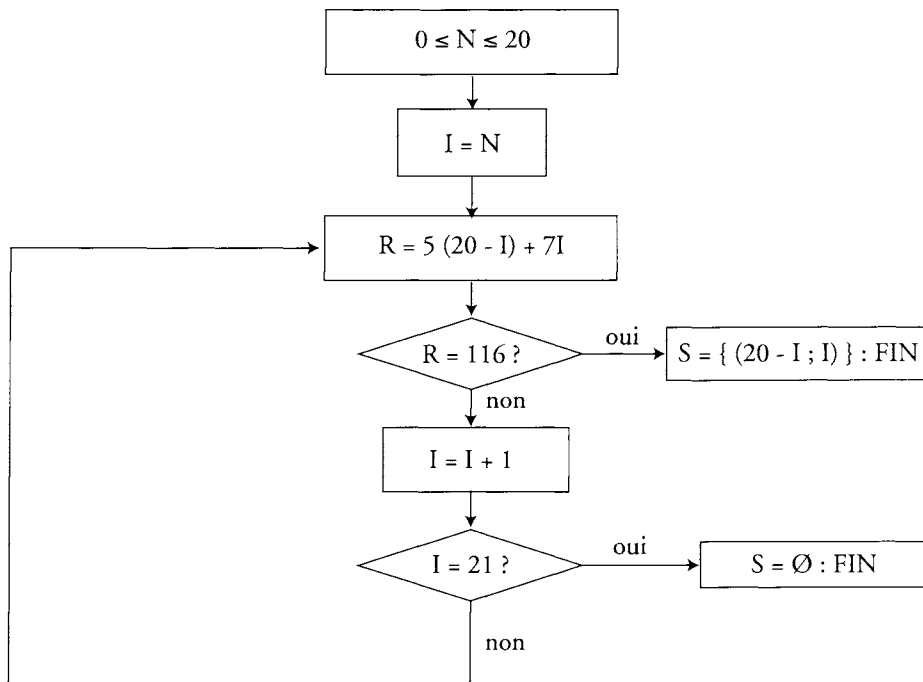 0 ≤ N ≤ 20
I = N
R = 5 (20 - I) + 7I
R = 116 ?
oui
S = { (20 - I ; I) } : FIN
non
I = I + 1
I = 21 ?
oui
S = Ø : FIN
non